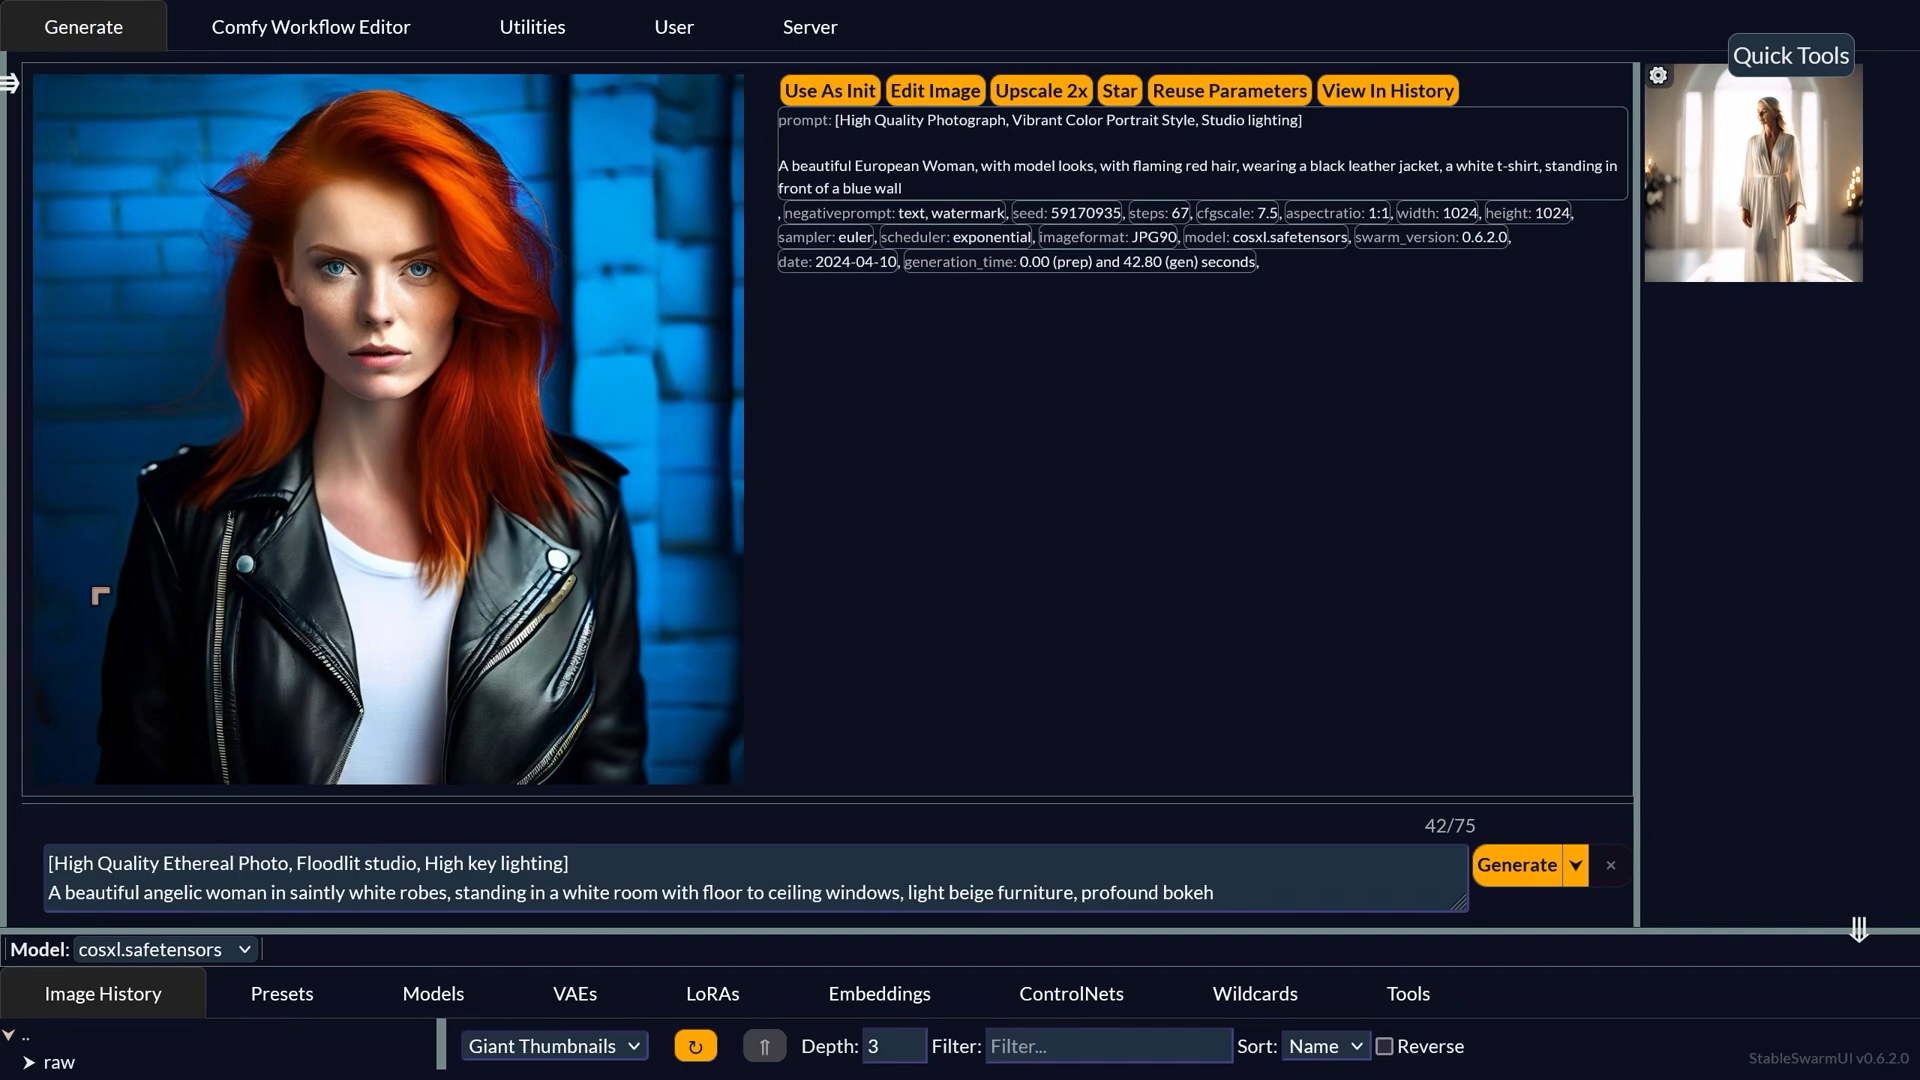 Generate Comfy Workflow Editor Utilities User Server
Quick Tools
Use As Init Edit Image Upscale 2x Star Reuse Parameters View In History
prompt: [High Quality Photograph, Vibrant Color Portrait Style, Studio lighting]
A beautiful European Woman, with model looks, with flaming red hair, wearing a black leather jacket, a white t-shirt, standing in
front of a blue wall
, negativeprompt: text, watermark, seed: 59170935, steps: 67, cfgscale: 7.5, aspectratio: 1:1, width: 1024, height: 1024,
sampler: euler, scheduler: exponential, imageformat: JPG90, model: cosxl.safetensors, swarm_version: 0.6.2.0,
date: 2024-04-10, generation_time: 0.00 (prep) and 42.80 (gen) seconds,
42/75
[High Quality Ethereal Photo, Floodlit studio, High key lighting]
A beautiful angelic woman in saintly white robes, standing in a white room with floor to ceiling windows, light beige furniture, profound bokeh
Generate ×
Model: cosxl.safetensors
Image History Presets Models VAEs LoRAs Embeddings ControlNets Wildcards Tools
..
Giant Thumbnails ↻ ⇑ Depth: 3 Filter: Filter... Sort: Name Reverse
raw
StableSwarmUI v0.6.2.0